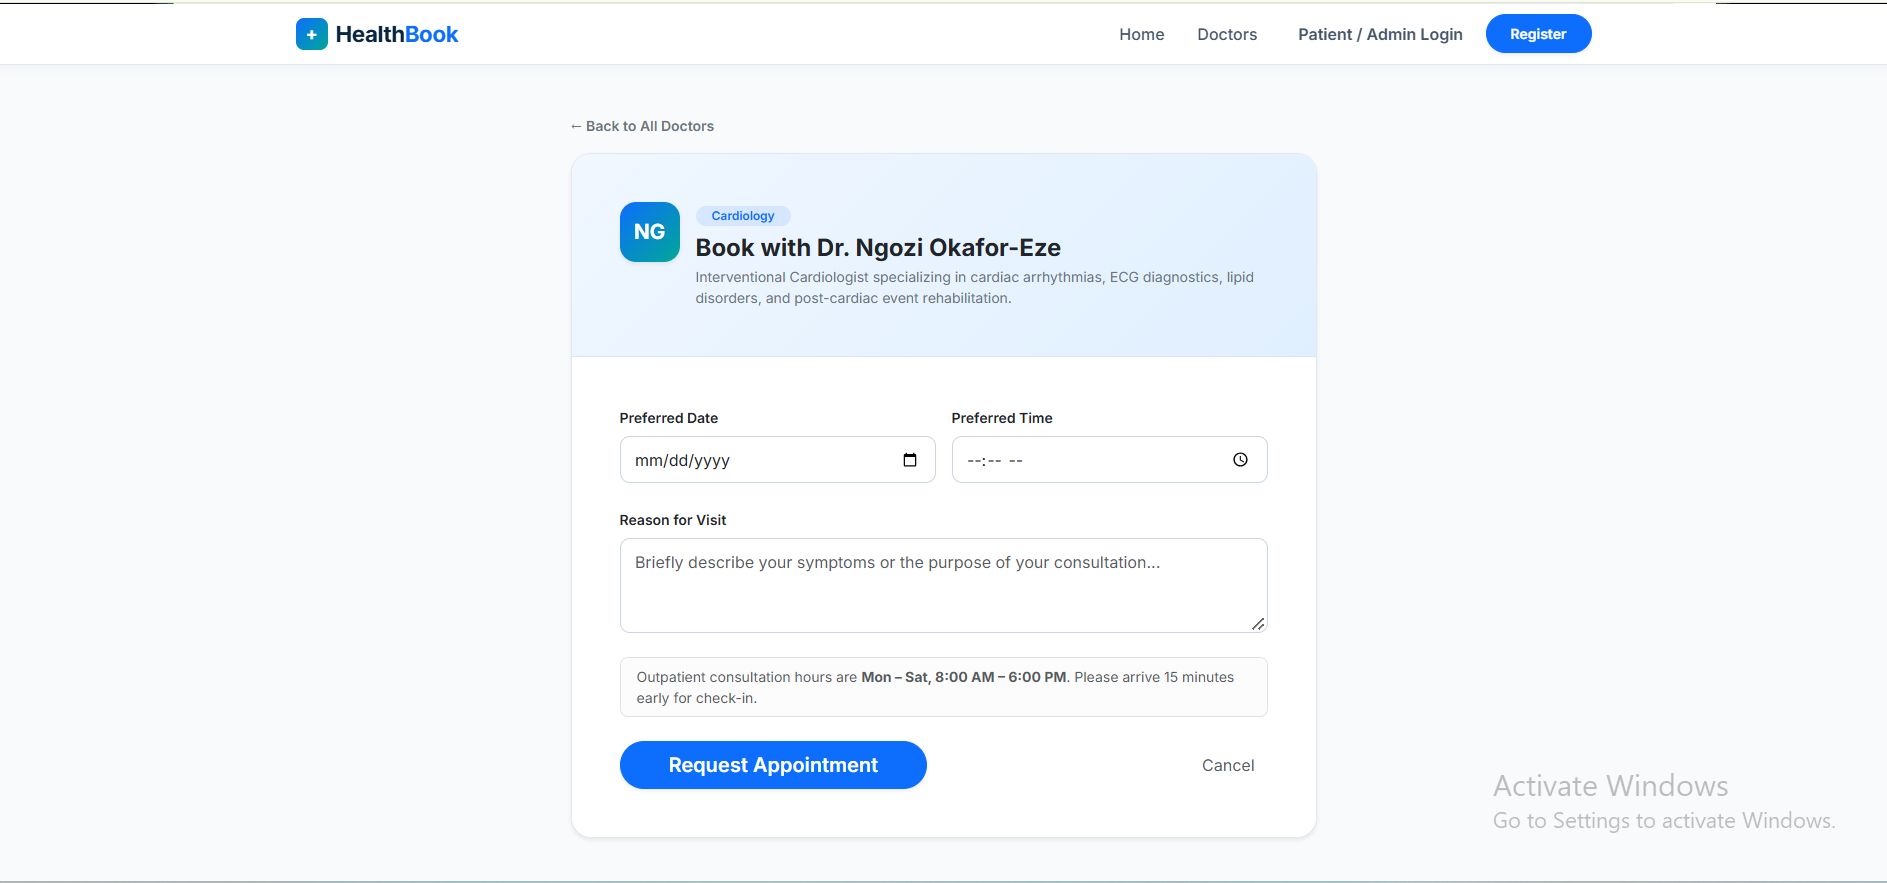 + HealthBook
Home
Doctors
Patient / Admin Login
Register
← Back to All Doctors
NG
Cardiology
Book with Dr. Ngozi Okafor-Eze
Interventional Cardiologist specializing in cardiac arrhythmias, ECG diagnostics, lipid
disorders, and post-cardiac event rehabilitation.
Preferred Date
Preferred Time
mm/dd/yyyy
--:-- --
Reason for Visit
Briefly describe your symptoms or the purpose of your consultation...
Outpatient consultation hours are Mon – Sat, 8:00 AM – 6:00 PM. Please arrive 15 minutes
early for check-in.
Request Appointment
Cancel
Activate Windows
Go to Settings to activate Windows.